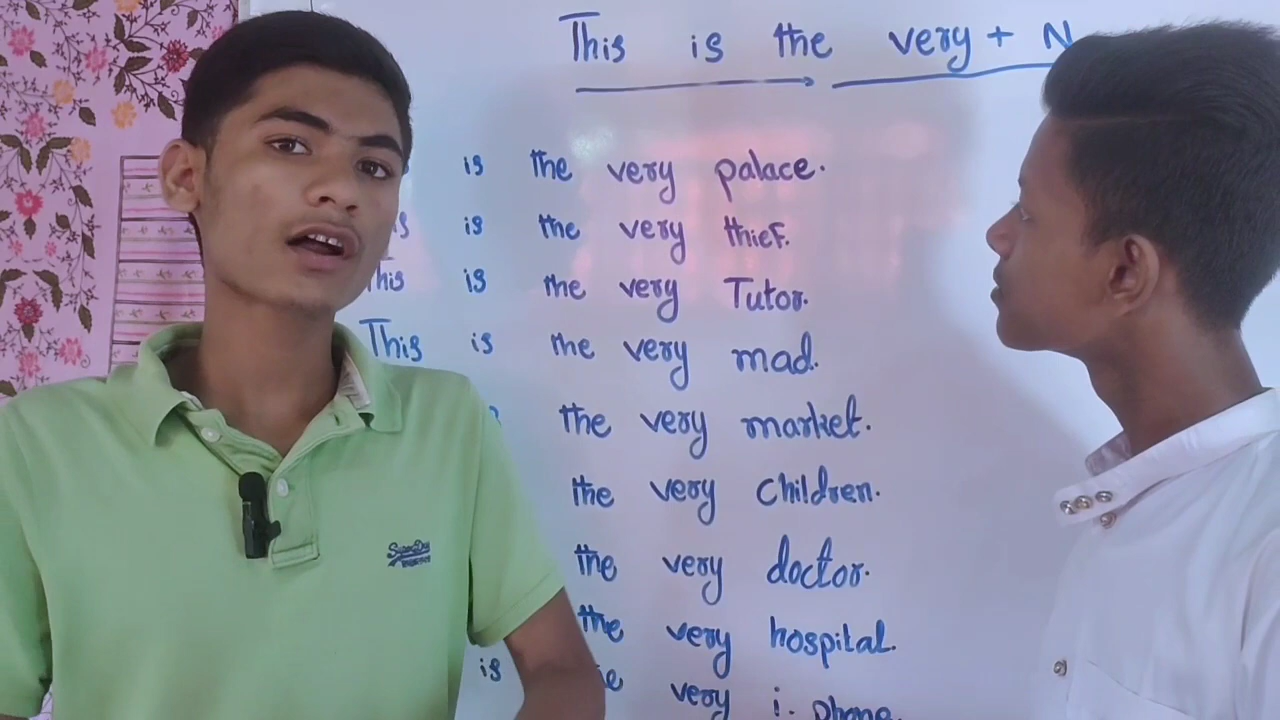 This is the very + N
is the very palace.
is the very thief.
This is the very Tutor.
This is the very mad.
the very market.
the very children.
the very doctor.
the very hospital.
is very i. phone.